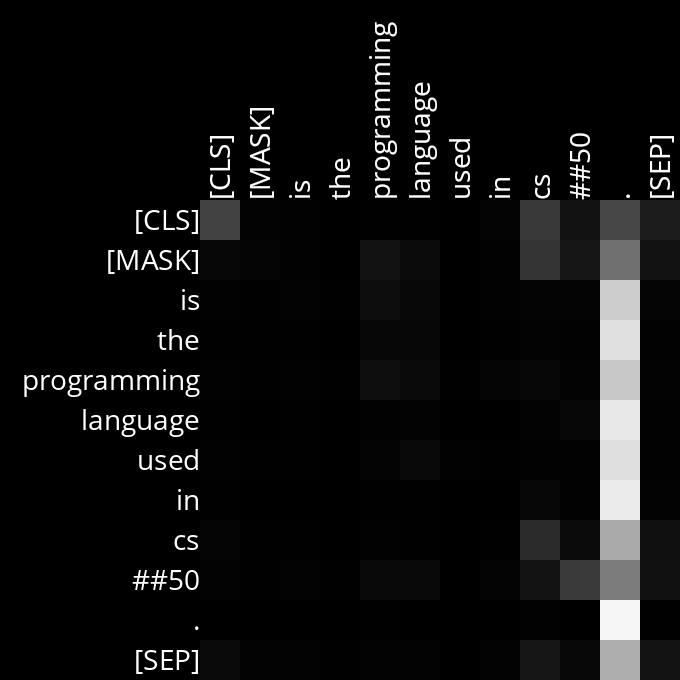 [CLS]
[MASK]
is
the
programming
language
used
in
cs
##50
.
[SEP]
[CLS]
[MASK]
is
the
programming
language
used
in
cs
##50
.
[SEP]